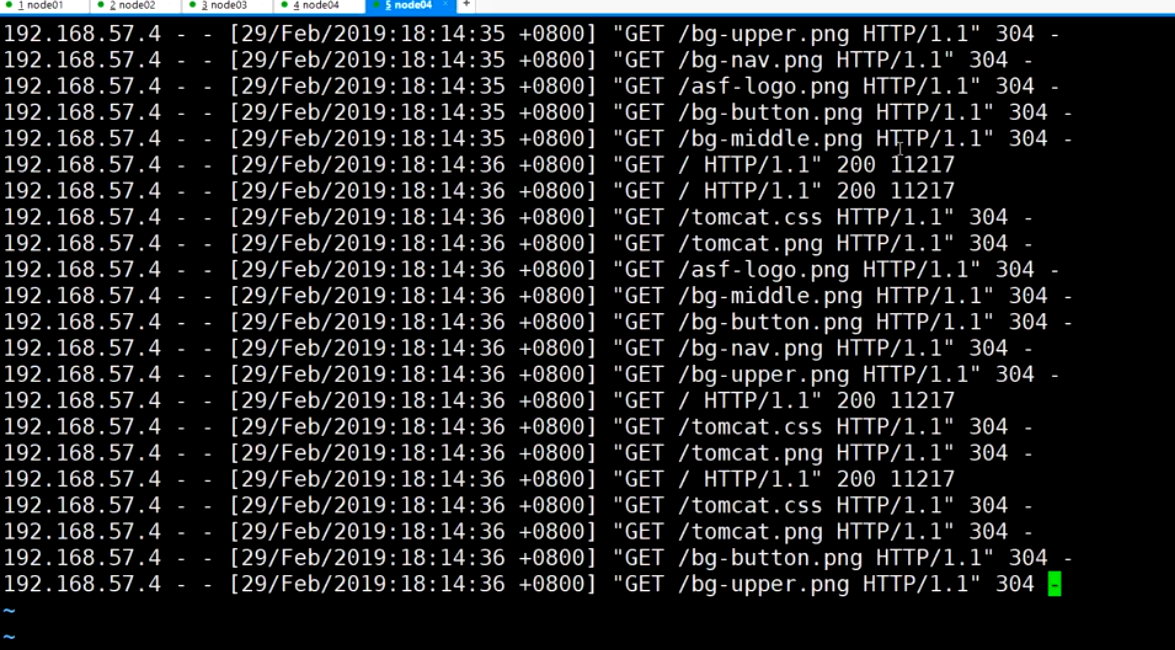 1 node01 2 node02 3 node03 4 node04 5 node04 × +
192.168.57.4 - - [29/Feb/2019:18:14:35 +0800] "GET /bg-upper.png HTTP/1.1" 304 -
192.168.57.4 - - [29/Feb/2019:18:14:35 +0800] "GET /bg-nav.png HTTP/1.1" 304 -
192.168.57.4 - - [29/Feb/2019:18:14:35 +0800] "GET /asf-logo.png HTTP/1.1" 304 -
192.168.57.4 - - [29/Feb/2019:18:14:35 +0800] "GET /bg-button.png HTTP/1.1" 304 -
192.168.57.4 - - [29/Feb/2019:18:14:35 +0800] "GET /bg-middle.png HTTP/1.1" 304 -
192.168.57.4 - - [29/Feb/2019:18:14:36 +0800] "GET / HTTP/1.1" 200 11217
192.168.57.4 - - [29/Feb/2019:18:14:36 +0800] "GET / HTTP/1.1" 200 11217
192.168.57.4 - - [29/Feb/2019:18:14:36 +0800] "GET /tomcat.css HTTP/1.1" 304 -
192.168.57.4 - - [29/Feb/2019:18:14:36 +0800] "GET /tomcat.png HTTP/1.1" 304 -
192.168.57.4 - - [29/Feb/2019:18:14:36 +0800] "GET /asf-logo.png HTTP/1.1" 304 -
192.168.57.4 - - [29/Feb/2019:18:14:36 +0800] "GET /bg-middle.png HTTP/1.1" 304 -
192.168.57.4 - - [29/Feb/2019:18:14:36 +0800] "GET /bg-button.png HTTP/1.1" 304 -
192.168.57.4 - - [29/Feb/2019:18:14:36 +0800] "GET /bg-nav.png HTTP/1.1" 304 -
192.168.57.4 - - [29/Feb/2019:18:14:36 +0800] "GET /bg-upper.png HTTP/1.1" 304 -
192.168.57.4 - - [29/Feb/2019:18:14:36 +0800] "GET / HTTP/1.1" 200 11217
192.168.57.4 - - [29/Feb/2019:18:14:36 +0800] "GET /tomcat.css HTTP/1.1" 304 -
192.168.57.4 - - [29/Feb/2019:18:14:36 +0800] "GET /tomcat.png HTTP/1.1" 304 -
192.168.57.4 - - [29/Feb/2019:18:14:36 +0800] "GET / HTTP/1.1" 200 11217
192.168.57.4 - - [29/Feb/2019:18:14:36 +0800] "GET /tomcat.css HTTP/1.1" 304 -
192.168.57.4 - - [29/Feb/2019:18:14:36 +0800] "GET /tomcat.png HTTP/1.1" 304 -
192.168.57.4 - - [29/Feb/2019:18:14:36 +0800] "GET /bg-button.png HTTP/1.1" 304 -
192.168.57.4 - - [29/Feb/2019:18:14:36 +0800] "GET /bg-upper.png HTTP/1.1" 304 -
~
~